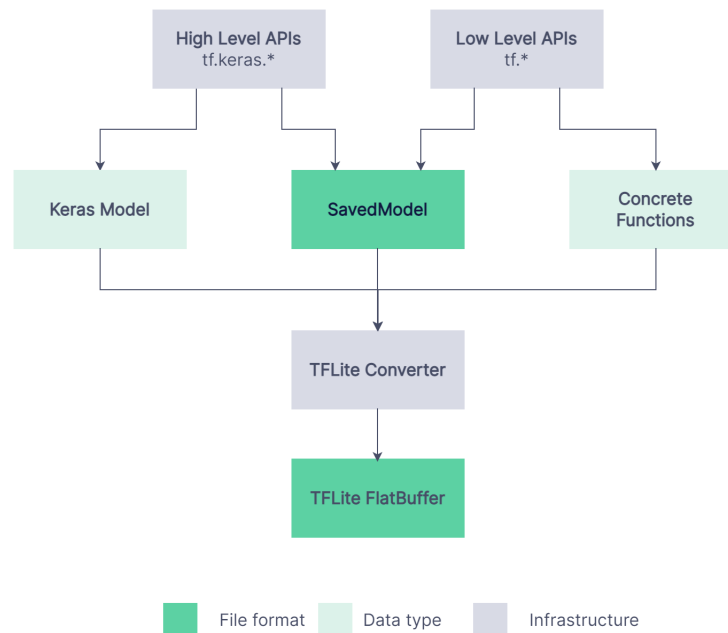 High Level APIs
tf.keras.*
Low Level APIs
tf.*
Keras Model
SavedModel
Concrete
Functions
TFLite Converter
TFLite FlatBuffer
File format
Data type
Infrastructure